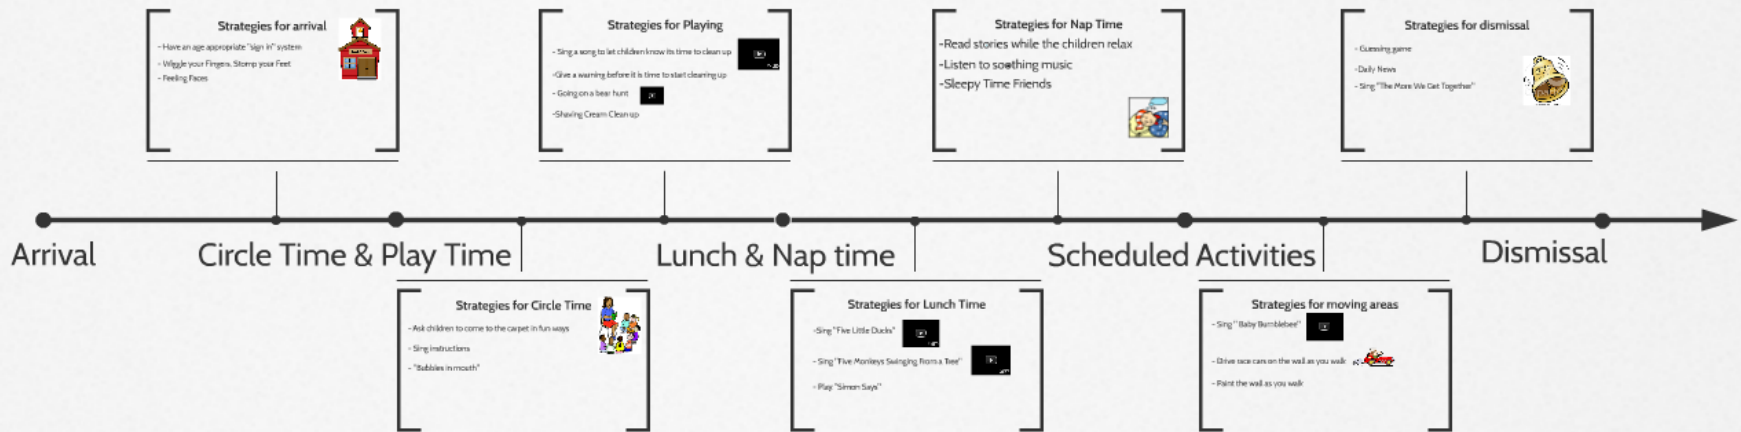 Strategies for arrival
- Have an age appropriate "sign in" system
- Wiggle your Fingers, Stomp your Feet
- Feeling Faces
Strategies for Playing
- Sing a song to let children know its time to clean up
-Give a warning before it is time to start cleaning up
- Going on a bear hunt
-Shaving Cream Clean up
Strategies for Nap Time
-Read stories while the children relax
-Listen to soothing music
-Sleepy Time Friends
Strategies for dismissal
- Guessing game
-Daily News
- Sing "The More We Get Together"
Arrival
Circle Time & Play Time
Lunch & Nap time
Scheduled Activities
Dismissal
Strategies for Circle Time
- Ask children to come to the carpet in fun ways
- Sing instructions
- "Bubbles in mouth"
Strategies for Lunch Time
-Sing "Five Little Ducks"
- Sing "Five Monkeys Swinging From a Tree"
- Play "Simon Says"
Strategies for moving areas
- Sing "Baby Bumblebee"
- Drive race cars on the wall as you walk
- Paint the wall as you walk